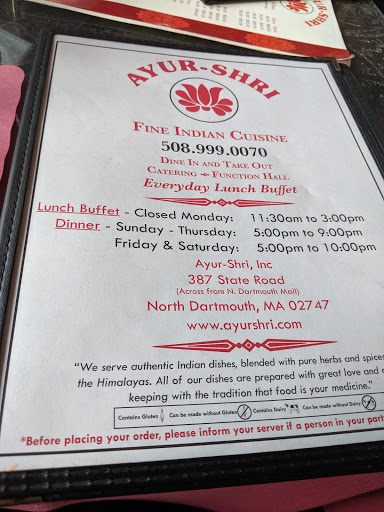 AYUR-SHRI
AYUR-SHRI
FINE INDIAN CUISINE
508.999.0070
DINE IN AND TAKE OUT
CATERING FUNCTION HALL
Everyday Lunch Buffet
Lunch Buffet - Closed Monday: 11:30am to 3:00pm
Dinner - Sunday - Thursday: 5:00pm to 9:00pm
Friday & Saturday: 5:00pm to 10:00pm
Ayur-Shri, Inc
387 State Road
(Across from N. Dartmouth Mall)
North Dartmouth, MA 02747
www.ayurshri.com
"We serve authentic Indian dishes, blended with pure herbs and spices
the Himalayas. All of our dishes are prepared with great love and
keeping with the tradition that food is your medicine."
Contains Gluten Can be made without Gluten Contains Dairy Can be made without Dairy
*Before placing your order, please inform your server if a person in your part